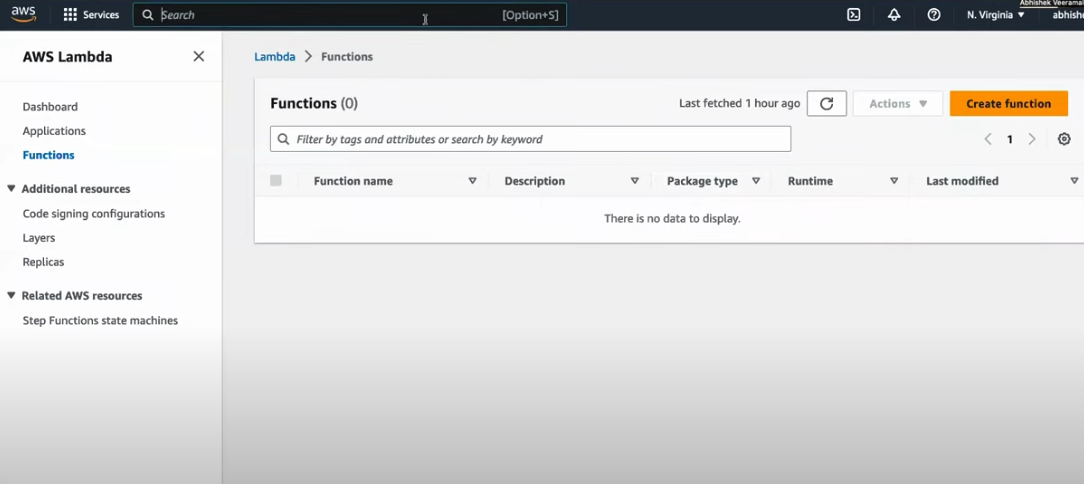 Abhishek Veeramal
aws
Services
Search
[Option+S]
N. Virginia
abhish
AWS Lambda
Dashboard
Applications
Functions
Additional resources
Code signing configurations
Layers
Replicas
Related AWS resources
Step Functions state machines
Lambda > Functions
Functions (0)
Last fetched 1 hour ago
Actions
Create function
Filter by tags and attributes or search by keyword
1
Function name
Description
Package type
Runtime
Last modified
There is no data to display.